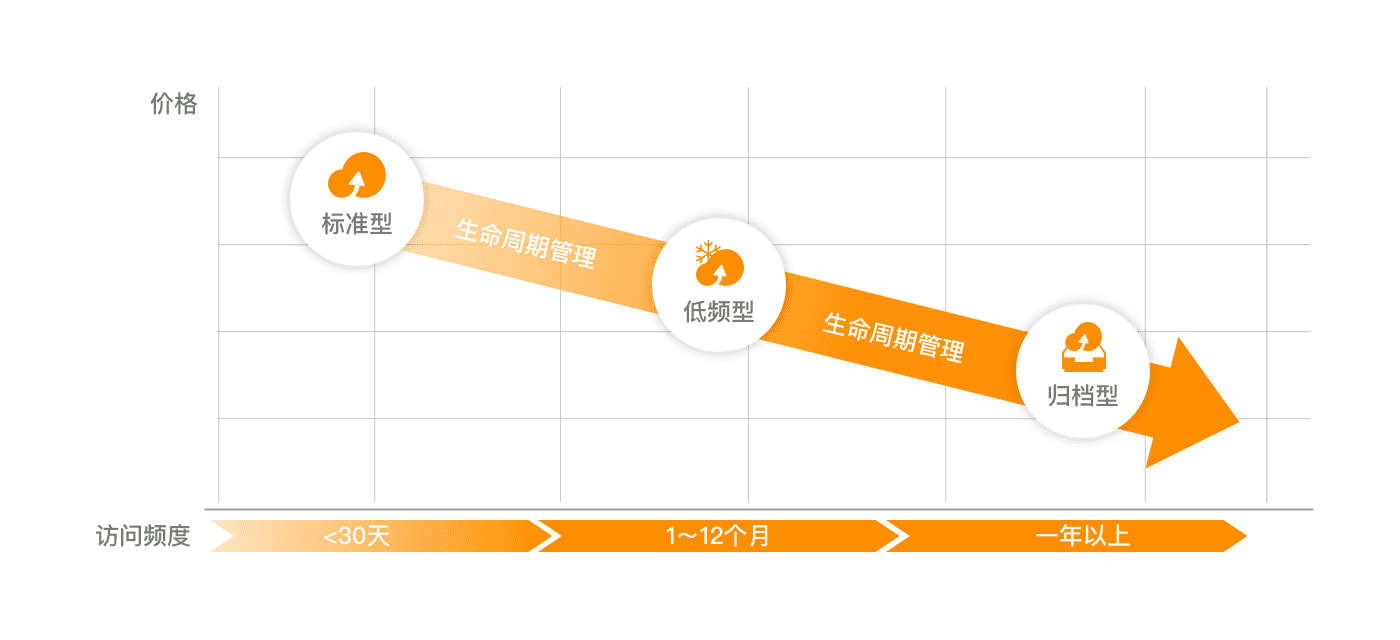 价格
标准型
生命周期管理
低频型
生命周期管理
归档型
访问频度
<30天
1～12个月
一年以上